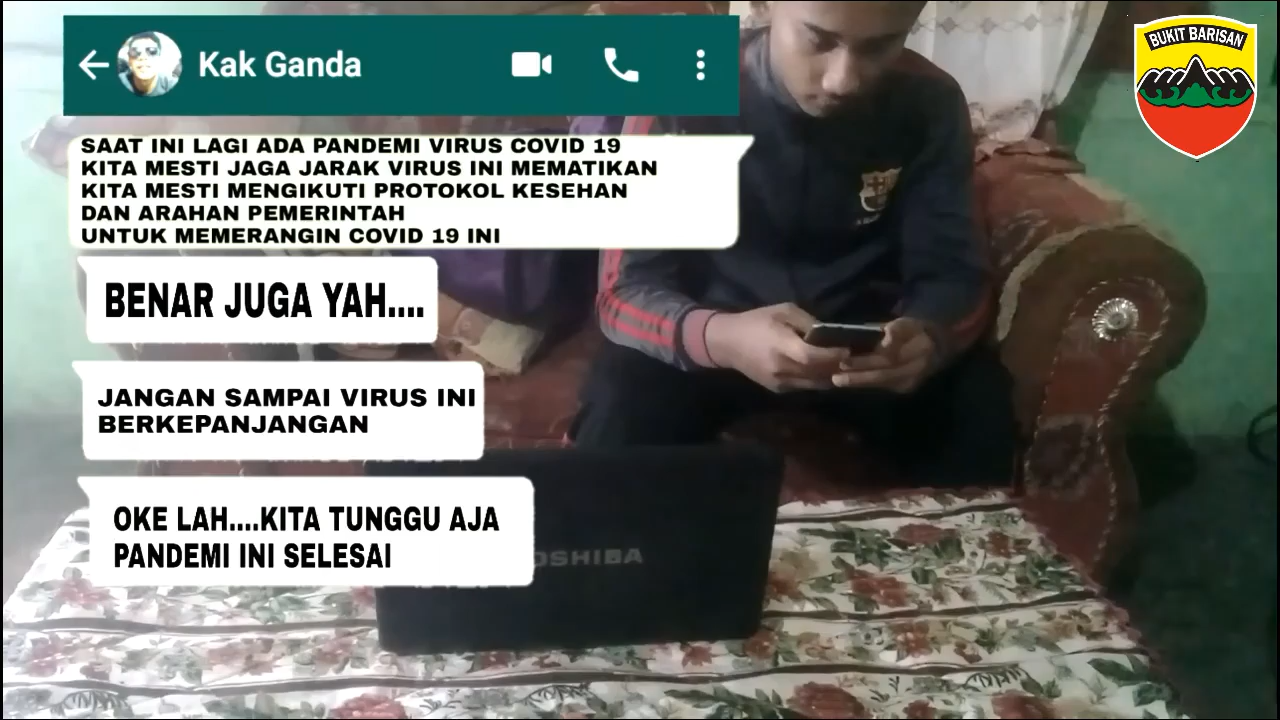 Kak Ganda
BUKIT BARISAN
SAAT INI LAGI ADA PANDEMI VIRUS COVID 19
KITA MESTI JAGA JARAK VIRUS INI MEMATIKAN
KITA MESTI MENGIKUTI PROTOKOL KESEHAN
DAN ARAHAN PEMERINTAH
UNTUK MEMERANGIN COVID 19 INI
BENAR JUGA YAH....
JANGAN SAMPAI VIRUS INI
BERKEPANJANGAN
OKE LAH....KITA TUNGGU AJA
PANDEMI INI SELESAI
OSHIBA